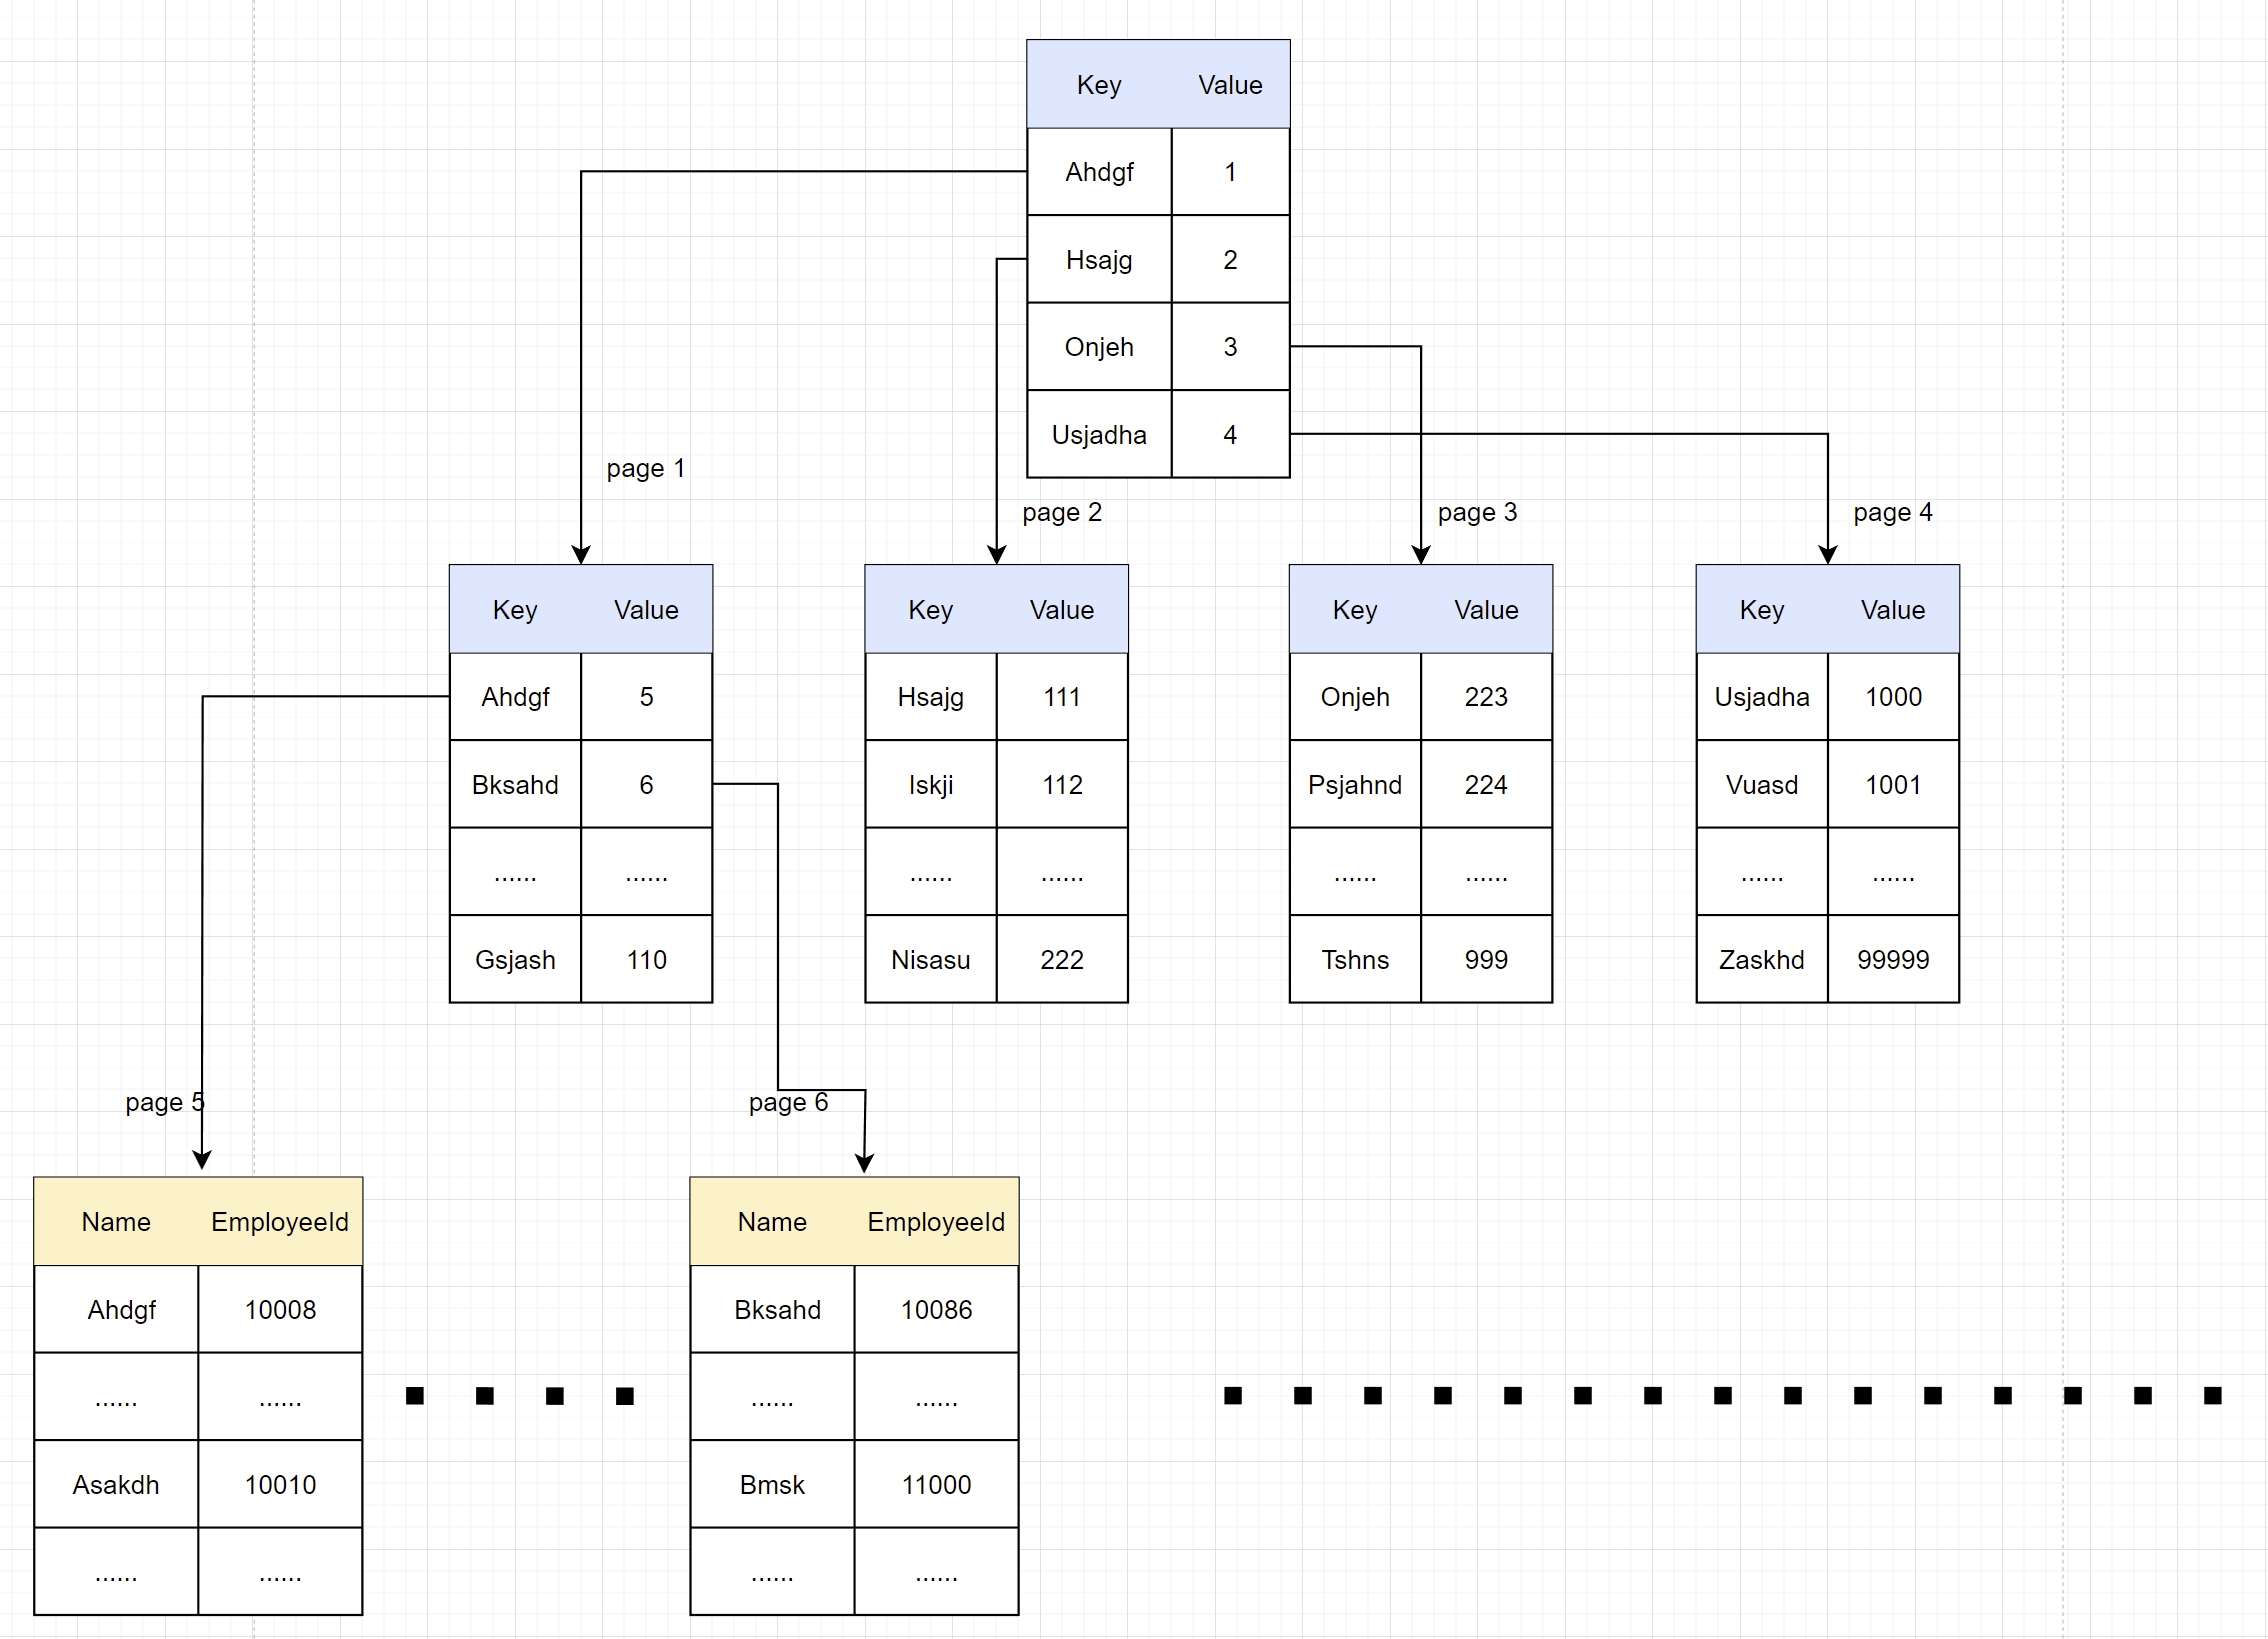 Key Value
Ahdgf 1
Hsajg 2
Onjeh 3
Usjadha 4
page 1
page 2
page 3
page 4
Key Value
Ahdgf 5
Bksahd 6
...... ......
Gsjash 110
Key Value
Hsajg 111
Iskji 112
...... ......
Nisasu 222
Key Value
Onjeh 223
Psjahnd 224
...... ......
Tshns 999
Key Value
Usjadha 1000
Vuasd 1001
...... ......
Zaskhd 99999
page 5
page 6
Name EmployeeId
Ahdgf 10008
...... ......
Asakdh 10010
...... ......
Name EmployeeId
Bksahd 10086
...... ......
Bmsk 11000
...... ......